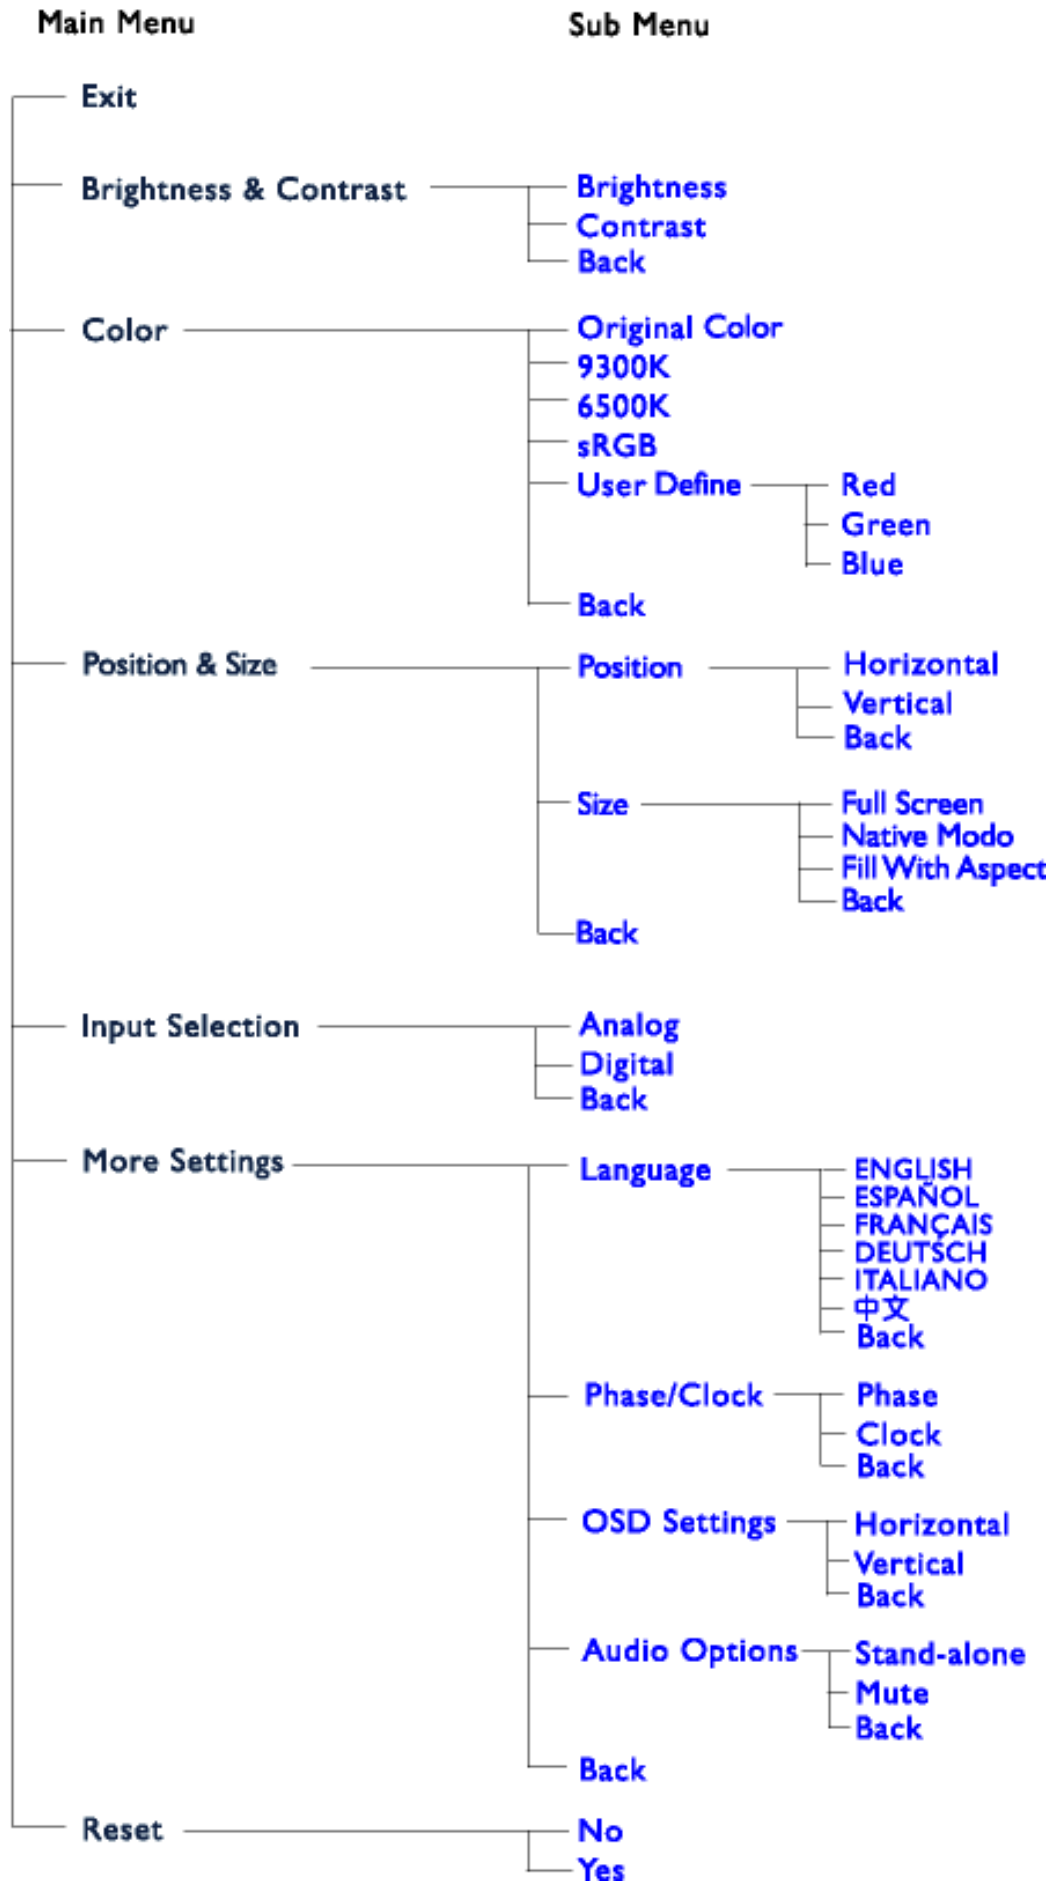 Main Menu Sub Menu
Exit
Brightness & Contrast Brightness
Contrast
Back
Color Original Color
9300K
6500K
sRGB
User Define Red
Green
Blue
Back
Position & Size Position Horizontal
Vertical
Back
Size Full Screen
Native Modo
Fill With Aspect
Back
Back
Input Selection Analog
Digital
Back
More Settings Language ENGLISH
ESPAÑOL
FRANÇAIS
DEUTSCH
ITALIANO
中文
Back
Phase/Clock Phase
Clock
Back
OSD Settings Horizontal
Vertical
Back
Audio Options Stand-alone
Mute
Back
Back
Reset No
Yes